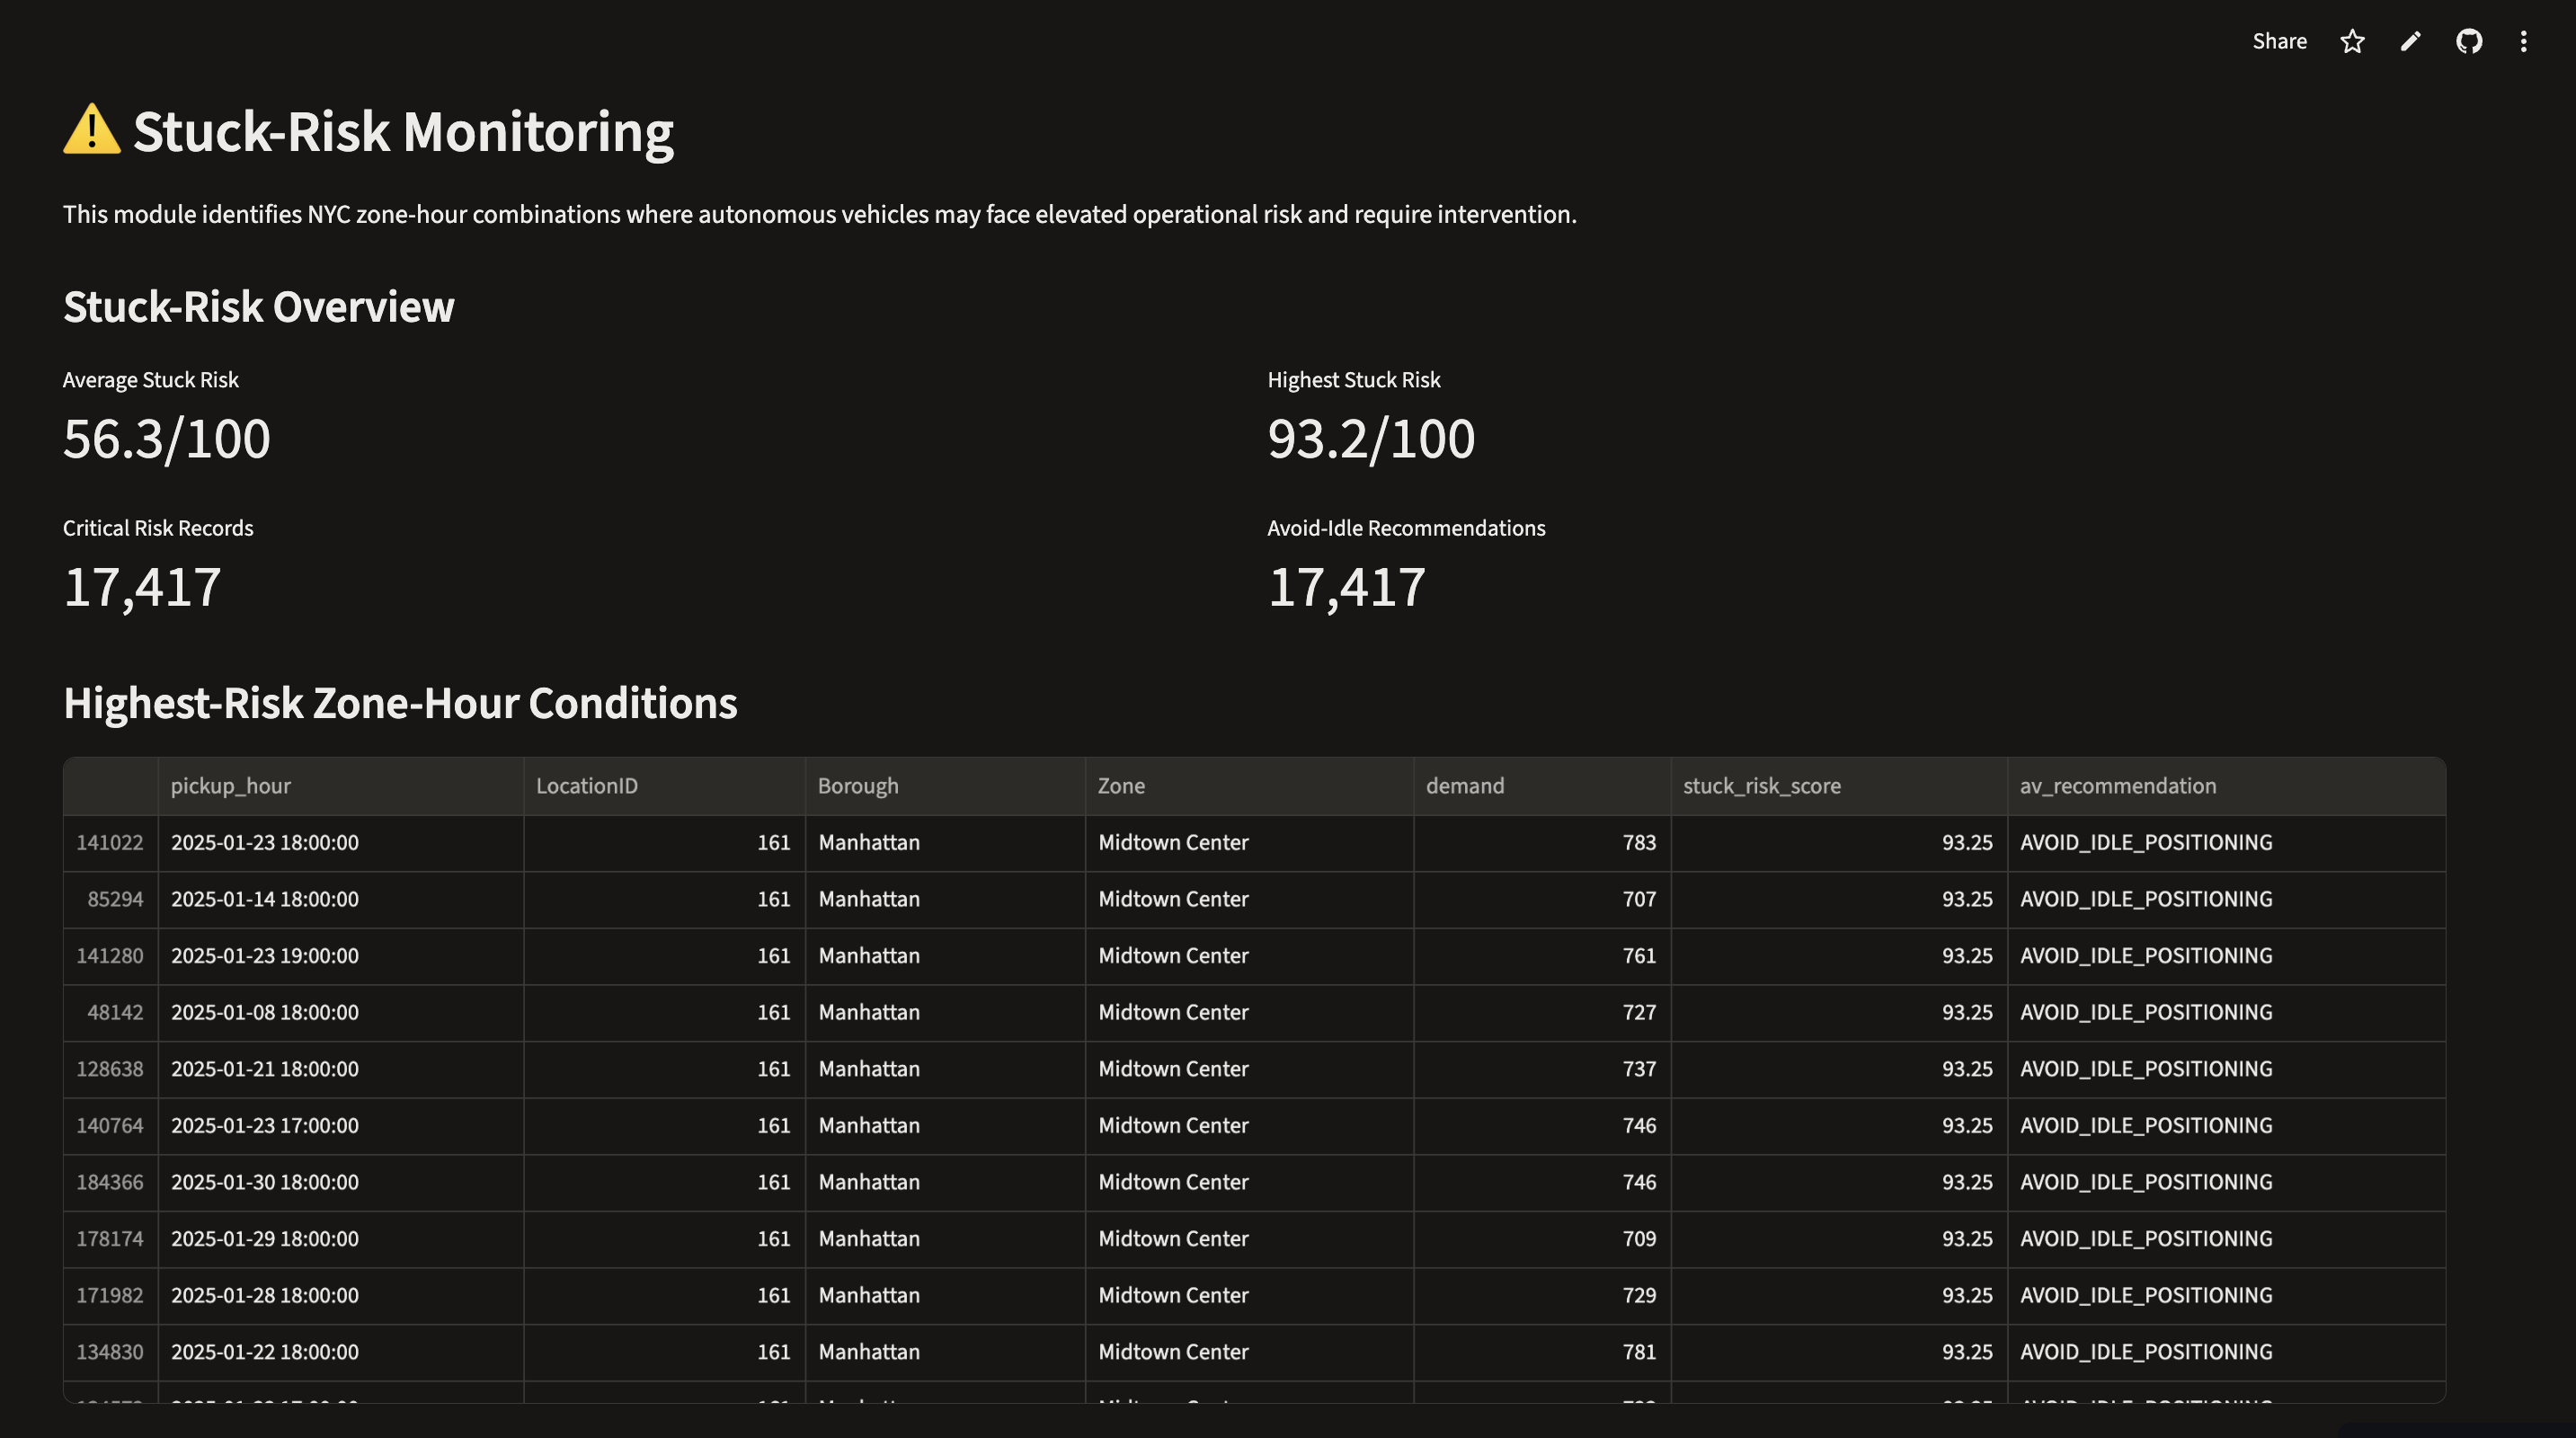 Share
⚠ Stuck-Risk Monitoring
This module identifies NYC zone-hour combinations where autonomous vehicles may face elevated operational risk and require intervention.
Stuck-Risk Overview
Average Stuck Risk
56.3/100
Highest Stuck Risk
93.2/100
Critical Risk Records
17,417
Avoid-Idle Recommendations
17,417
Highest-Risk Zone-Hour Conditions
pickup_hour LocationID Borough Zone demand stuck_risk_score av_recommendation
141022 2025-01-23 18:00:00 161 Manhattan Midtown Center 783 93.25 AVOID_IDLE_POSITIONING
85294 2025-01-14 18:00:00 161 Manhattan Midtown Center 707 93.25 AVOID_IDLE_POSITIONING
141280 2025-01-23 19:00:00 161 Manhattan Midtown Center 761 93.25 AVOID_IDLE_POSITIONING
48142 2025-01-08 18:00:00 161 Manhattan Midtown Center 727 93.25 AVOID_IDLE_POSITIONING
128638 2025-01-21 18:00:00 161 Manhattan Midtown Center 737 93.25 AVOID_IDLE_POSITIONING
140764 2025-01-23 17:00:00 161 Manhattan Midtown Center 746 93.25 AVOID_IDLE_POSITIONING
184366 2025-01-30 18:00:00 161 Manhattan Midtown Center 746 93.25 AVOID_IDLE_POSITIONING
178174 2025-01-29 18:00:00 161 Manhattan Midtown Center 709 93.25 AVOID_IDLE_POSITIONING
171982 2025-01-28 18:00:00 161 Manhattan Midtown Center 729 93.25 AVOID_IDLE_POSITIONING
134830 2025-01-22 18:00:00 161 Manhattan Midtown Center 781 93.25 AVOID_IDLE_POSITIONING